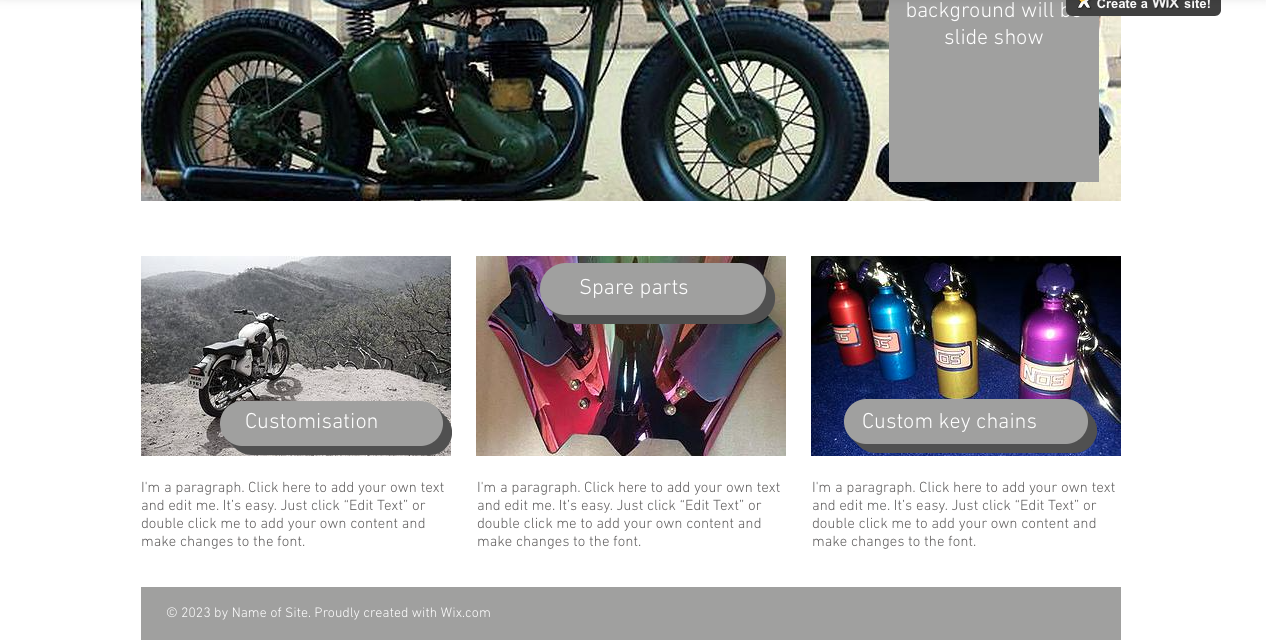 Create a WiX site!
background will b
slide show
Spare parts
Customisation
Custom key chains
NOS
NOS
I'm a paragraph. Click here to add your own text
and edit me. It's easy. Just click “Edit Text” or
double click me to add your own content and
make changes to the font.
I'm a paragraph. Click here to add your own text
and edit me. It's easy. Just click “Edit Text” or
double click me to add your own content and
make changes to the font.
I'm a paragraph. Click here to add your own text
and edit me. It's easy. Just click “Edit Text” or
double click me to add your own content and
make changes to the font.
© 2023 by Name of Site. Proudly created with Wix.com